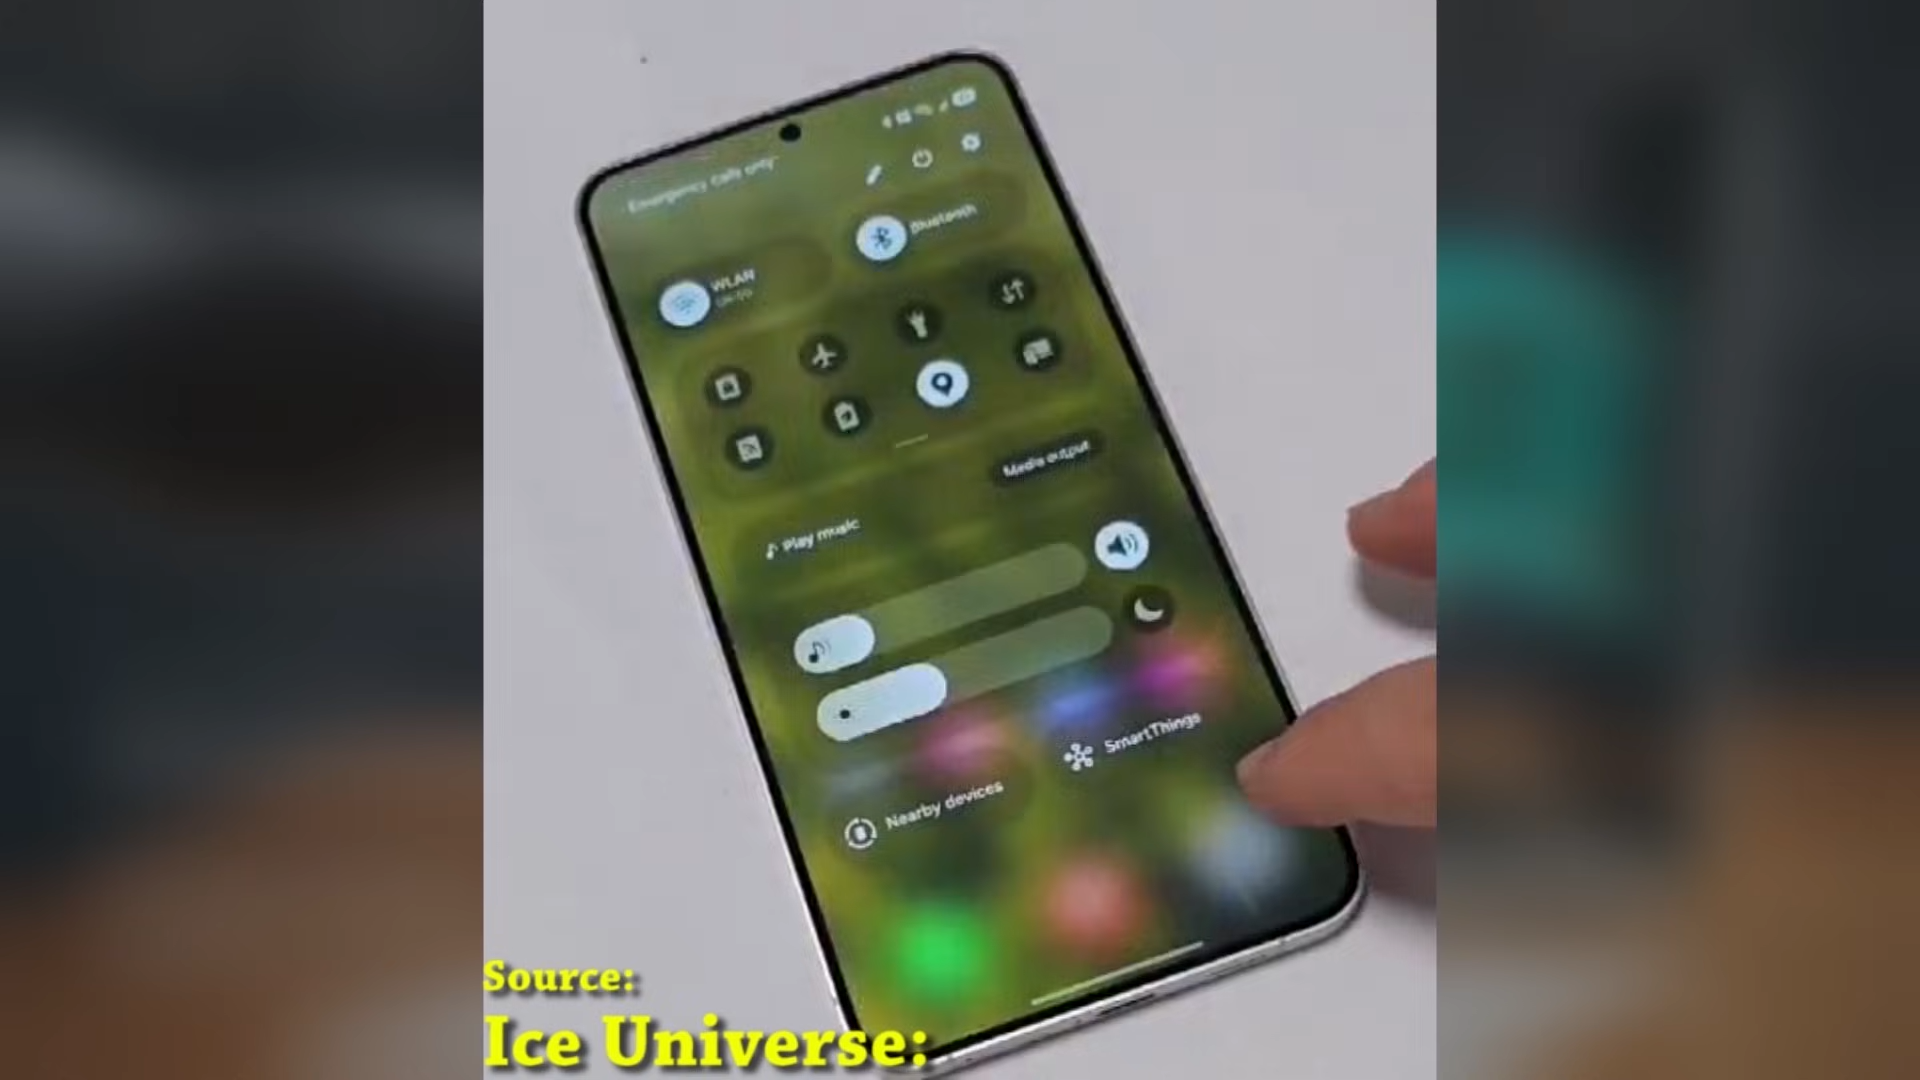 Emergency calls only
Bluetooth
WLAN
Media output
Play music
SmartThings
Nearby devices
Source:
Ice Universe: